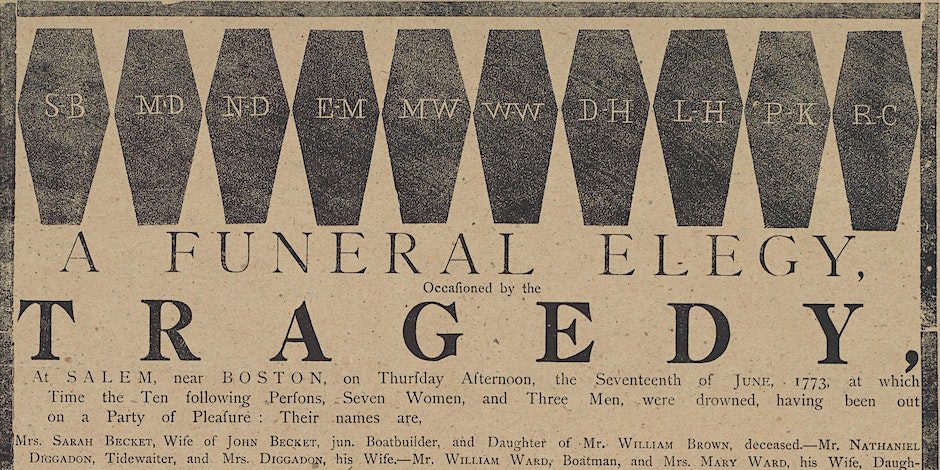 S-B M·D N-D E-M M W W-W D-H L-H P-K R-C
A FUNERAL ELEGY,
Occaſioned by the
TRAGEDY,
At SALEM, near BOSTON, on Thurſday Afternoon, the Seventeenth of JUNE, 1773, at which
Time the Ten following Perſons, Seven Women, and Three Men, were drowned, having been out
on a Party of Pleaſure : Their names are,
Mrs. SARAH BECKET, Wife of JOHN BECKET, jun. Boatbuilder, and Daughter of Mr. WILLIAM BROWN, deceased.—Mr. NATHANIEL
DIGGADON, Tidewaiter, and Mrs. DIGGADON, his Wife.—Mr. WILLIAM WARD, Boatman, and Mrs. MARY WARD, his Wife, Daugh-